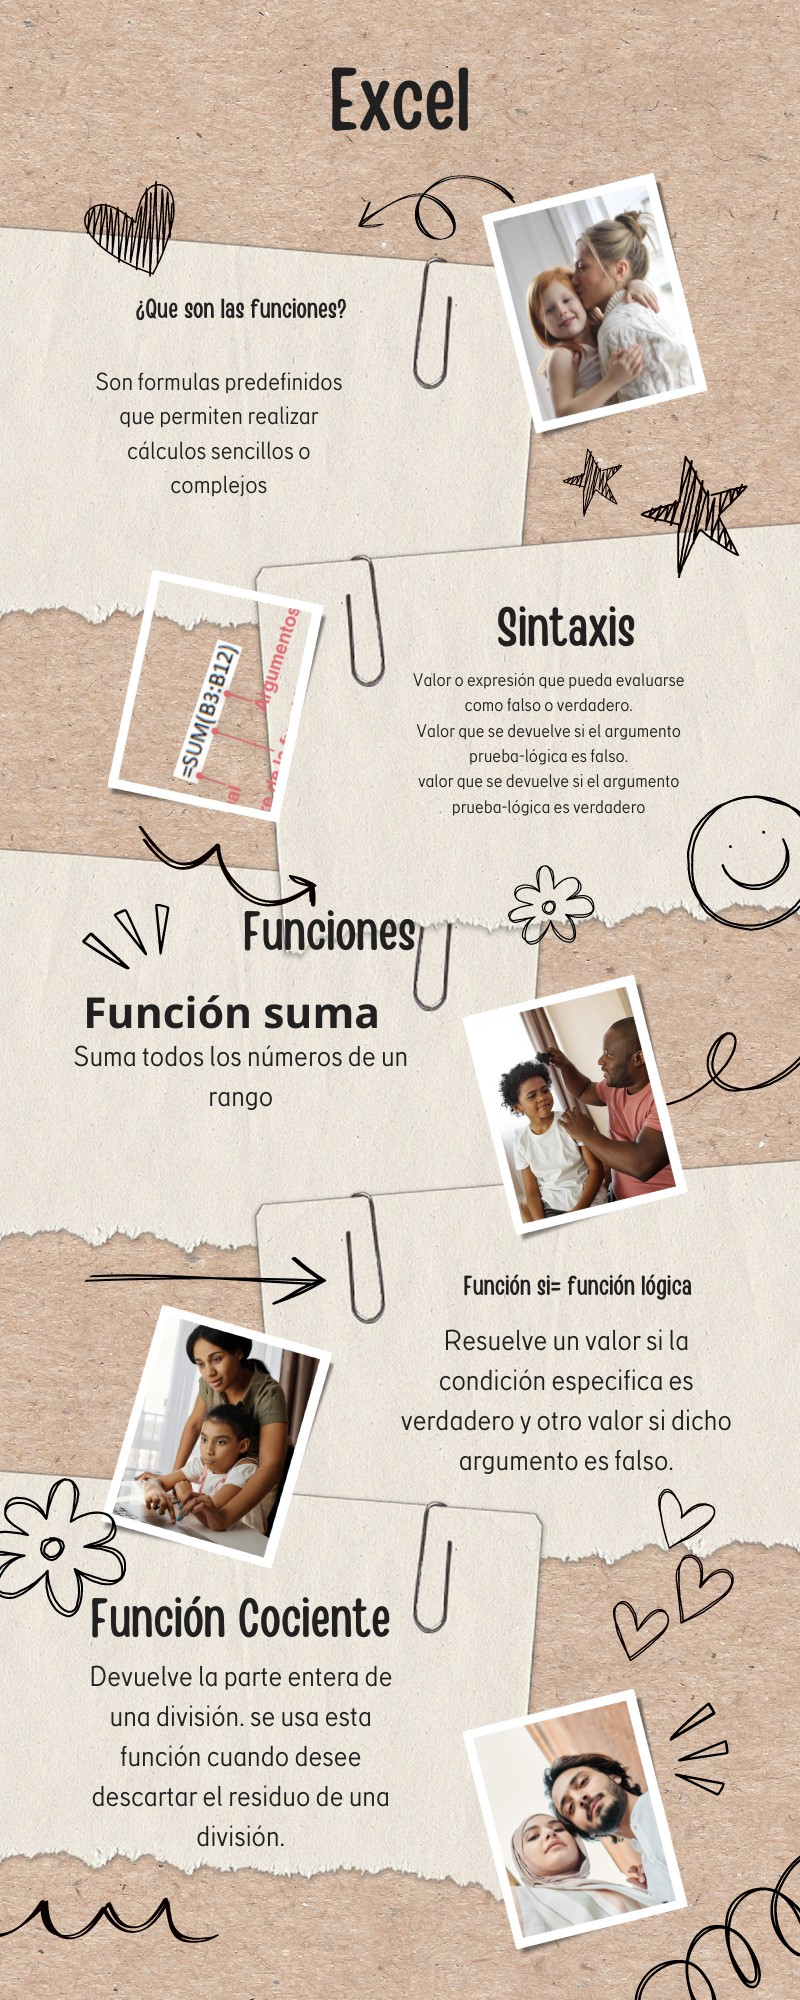 Excel
¿Que son las funciones?
Son formulas predefinidos
que permiten realizar
cálculos sencillos o
complejos
=SUM(B3:B12)
Argumentos
Sintaxis
Valor o expresión que pueda evaluarse
como falso o verdadero.
Valor que se devuelve si el argumento
prueba-lógica es falso.
valor que se devuelve si el argumento
prueba-lógica es verdadero
Funciones
Función suma
Suma todos los números de un
rango
Función si= función lógica
Resuelve un valor si la
condición especifica es
verdadero y otro valor si dicho
argumento es falso.
Función Cociente
Devuelve la parte entera de
una división. se usa esta
función cuando desee
descartar el residuo de una
división.